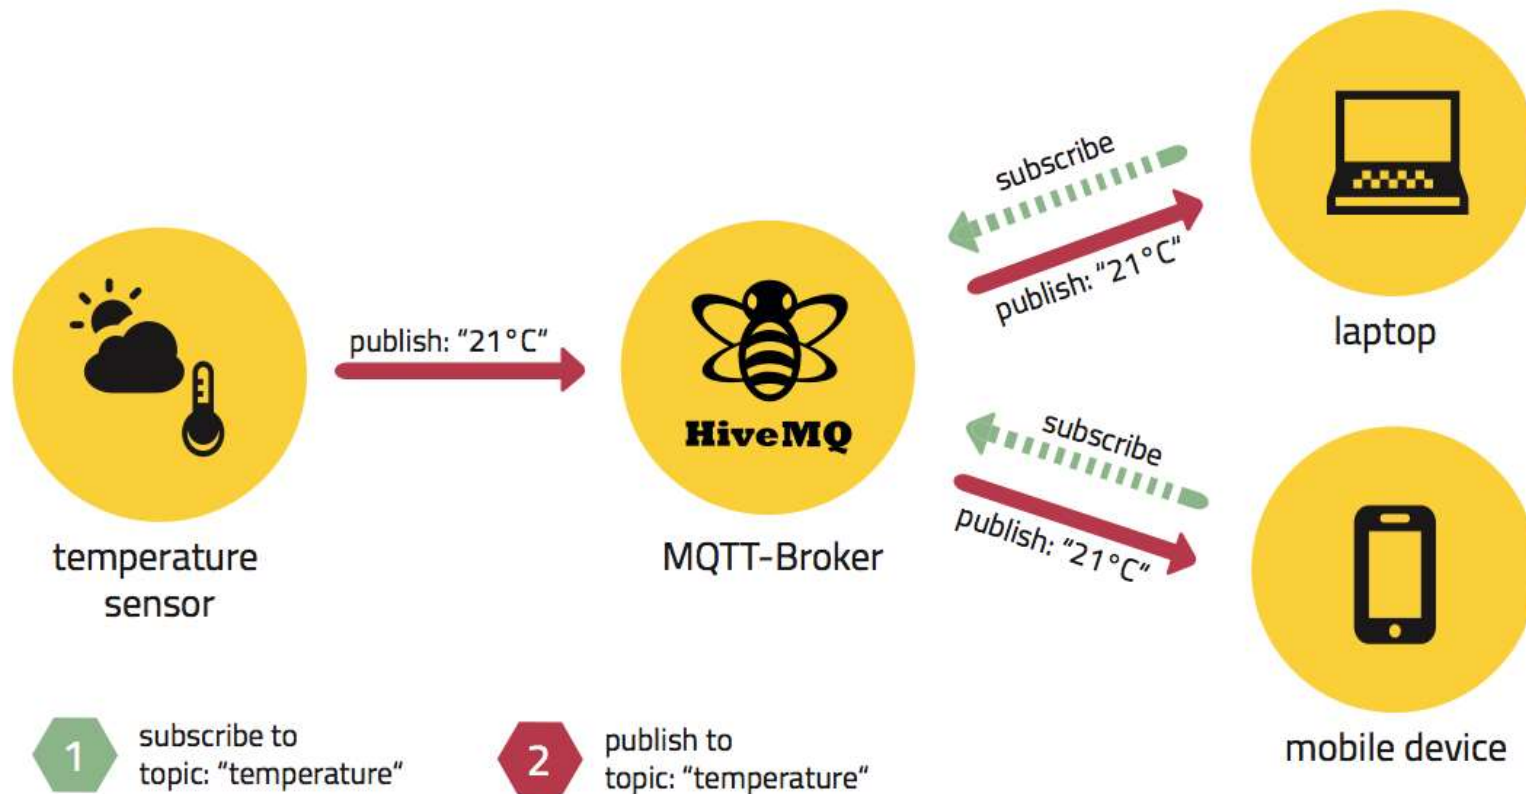 subscribe
publish: "21°C"
laptop
publish: "21°C"
HiveMQ
subscribe
publish: "21°C"
temperature
sensor
MQTT-Broker
mobile device
1
subscribe to
topic: "temperature"
2
publish to
topic: "temperature"